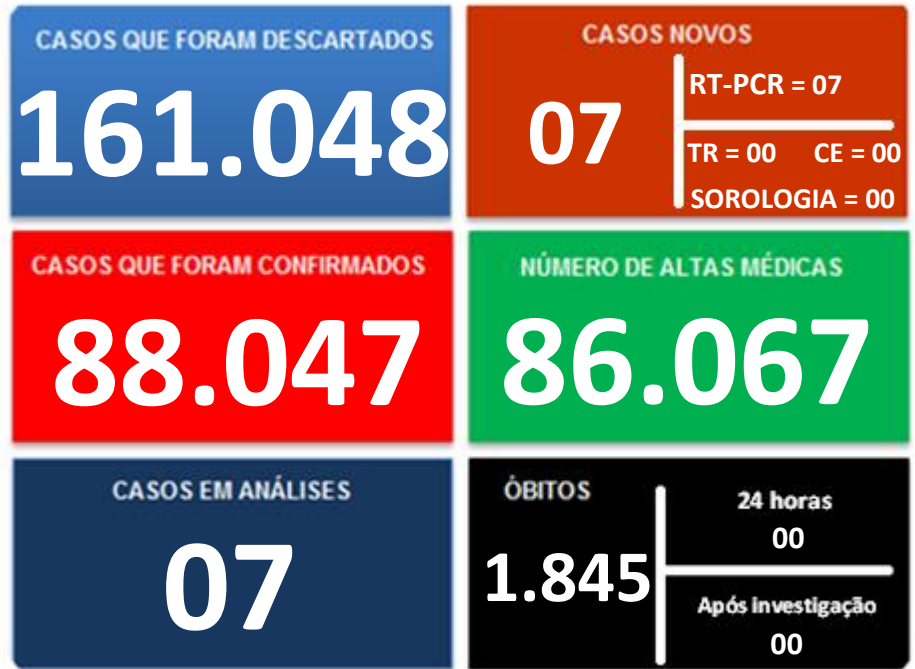 CASOS QUE FORAM DESCARTADOS
161.048
CASOS NOVOS
07
RT-PCR = 07
TR = 00 CE = 00
SOROLOGIA = 00
CASOS QUE FORAM CONFIRMADOS
88.047
NÚMERO DE ALTAS MÉDICAS
86.067
CASOS EM ANÁLISES
07
ÓBITOS
1.845
24 horas
00
Após investigação
00